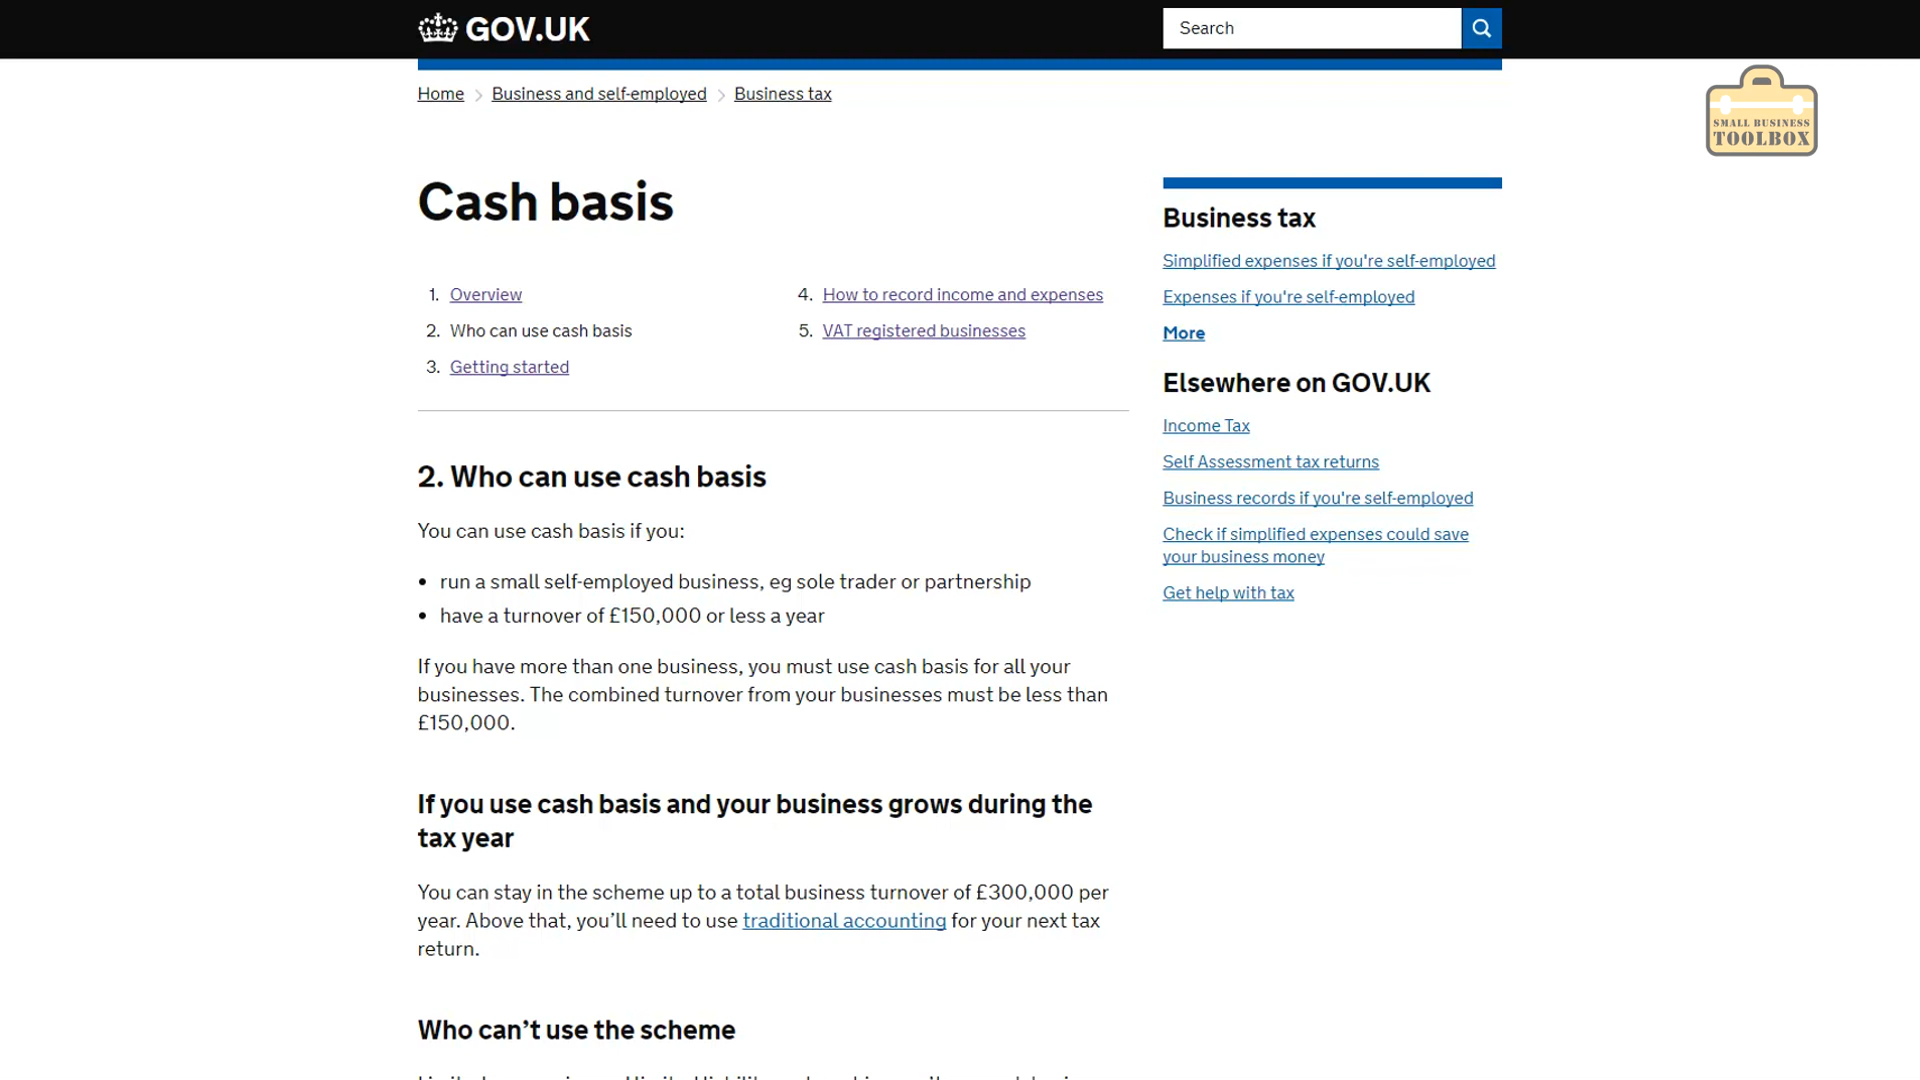 GOV.UK
Search
Home
Business and self-employed
Business tax
SMALL BUSINESS
TOOLBOX
Cash basis
1. Overview
2. Who can use cash basis
3. Getting started
4. How to record income and expenses
5. VAT registered businesses
2. Who can use cash basis
You can use cash basis if you:
• run a small self-employed business, eg sole trader or partnership
• have a turnover of £150,000 or less a year
If you have more than one business, you must use cash basis for all your
businesses. The combined turnover from your businesses must be less than
£150,000.
If you use cash basis and your business grows during the
tax year
You can stay in the scheme up to a total business turnover of £300,000 per
year. Above that, you’ll need to use traditional accounting for your next tax
return.
Who can’t use the scheme
Business tax
Simplified expenses if you're self-employed
Expenses if you're self-employed
More
Elsewhere on GOV.UK
Income Tax
Self Assessment tax returns
Business records if you're self-employed
Check if simplified expenses could save
your business money
Get help with tax